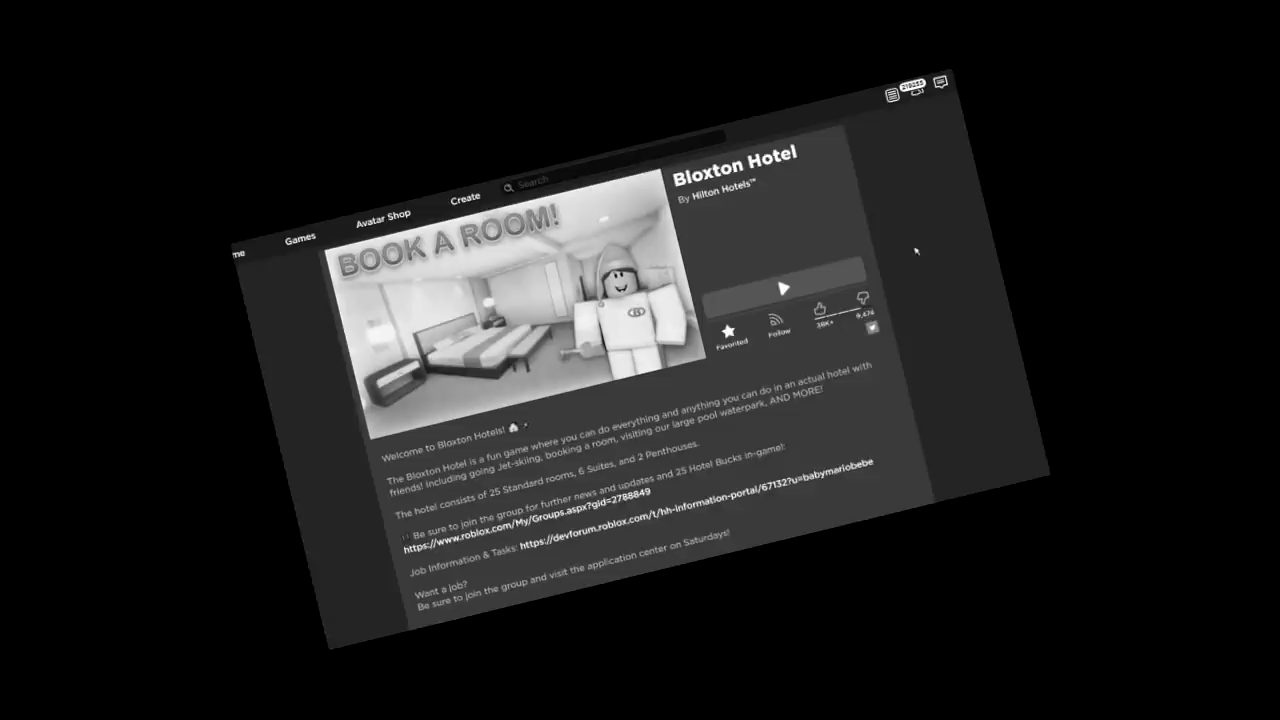 me
Games
Avatar Shop
Create
Search
BOOK A ROOM!
Bloxton Hotel
By Hilton Hotels™
Favorited
Follow
38K+
9,474
Welcome to Bloxton Hotels!
The Bloxton Hotel is a fun game where you can do everything and anything you can do in an actual hotel with
friends! Including going Jet-skiing, booking a room, visiting our large pool waterpark, AND MORE!
The hotel consists of 25 Standard rooms, 6 Suites, and 2 Penthouses.
Be sure to join the group for further news and updates and 25 Hotel Bucks in-game!:
https://www.roblox.com/My/Groups.aspx?gid=2788849
Job Information & Tasks: https://devforum.roblox.com/t/hh-information-portal/67132?u=babymariobebe
Want a job?
Be sure to join the group and visit the application center on Saturdays!